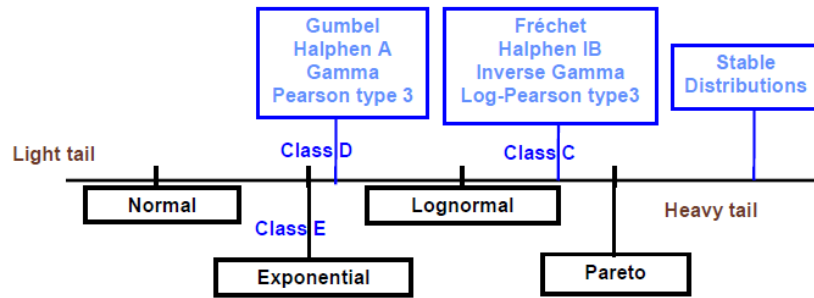 Gumbel
Halphen A
Gamma
Pearson type 3
Fréchet
Halphen IB
Inverse Gamma
Log-Pearson type3
Stable
Distributions
Light tail
Class D
Class C
Normal
Lognormal
Heavy tail
Class E
Exponential
Pareto